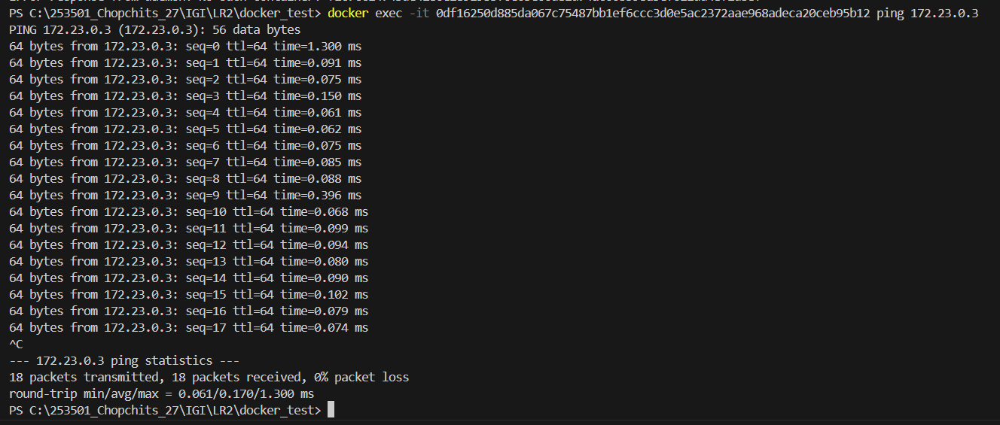 PS C:\253501_Chopchits_27\IGI\LR2\docker_test> docker exec -it 0df16250d885da067c75487bb1ef6ccc3d0e5ac2372aae968adeca20ceb95b12 ping 172.23.0.3
PING 172.23.0.3 (172.23.0.3): 56 data bytes
64 bytes from 172.23.0.3: seq=0 ttl=64 time=1.300 ms
64 bytes from 172.23.0.3: seq=1 ttl=64 time=0.091 ms
64 bytes from 172.23.0.3: seq=2 ttl=64 time=0.075 ms
64 bytes from 172.23.0.3: seq=3 ttl=64 time=0.150 ms
64 bytes from 172.23.0.3: seq=4 ttl=64 time=0.061 ms
64 bytes from 172.23.0.3: seq=5 ttl=64 time=0.062 ms
64 bytes from 172.23.0.3: seq=6 ttl=64 time=0.075 ms
64 bytes from 172.23.0.3: seq=7 ttl=64 time=0.085 ms
64 bytes from 172.23.0.3: seq=8 ttl=64 time=0.088 ms
64 bytes from 172.23.0.3: seq=9 ttl=64 time=0.396 ms
64 bytes from 172.23.0.3: seq=10 ttl=64 time=0.068 ms
64 bytes from 172.23.0.3: seq=11 ttl=64 time=0.099 ms
64 bytes from 172.23.0.3: seq=12 ttl=64 time=0.094 ms
64 bytes from 172.23.0.3: seq=13 ttl=64 time=0.080 ms
64 bytes from 172.23.0.3: seq=14 ttl=64 time=0.090 ms
64 bytes from 172.23.0.3: seq=15 ttl=64 time=0.102 ms
64 bytes from 172.23.0.3: seq=16 ttl=64 time=0.079 ms
64 bytes from 172.23.0.3: seq=17 ttl=64 time=0.074 ms
^C
--- 172.23.0.3 ping statistics ---
18 packets transmitted, 18 packets received, 0% packet loss
round-trip min/avg/max = 0.061/0.170/1.300 ms
PS C:\253501_Chopchits_27\IGI\LR2\docker_test>